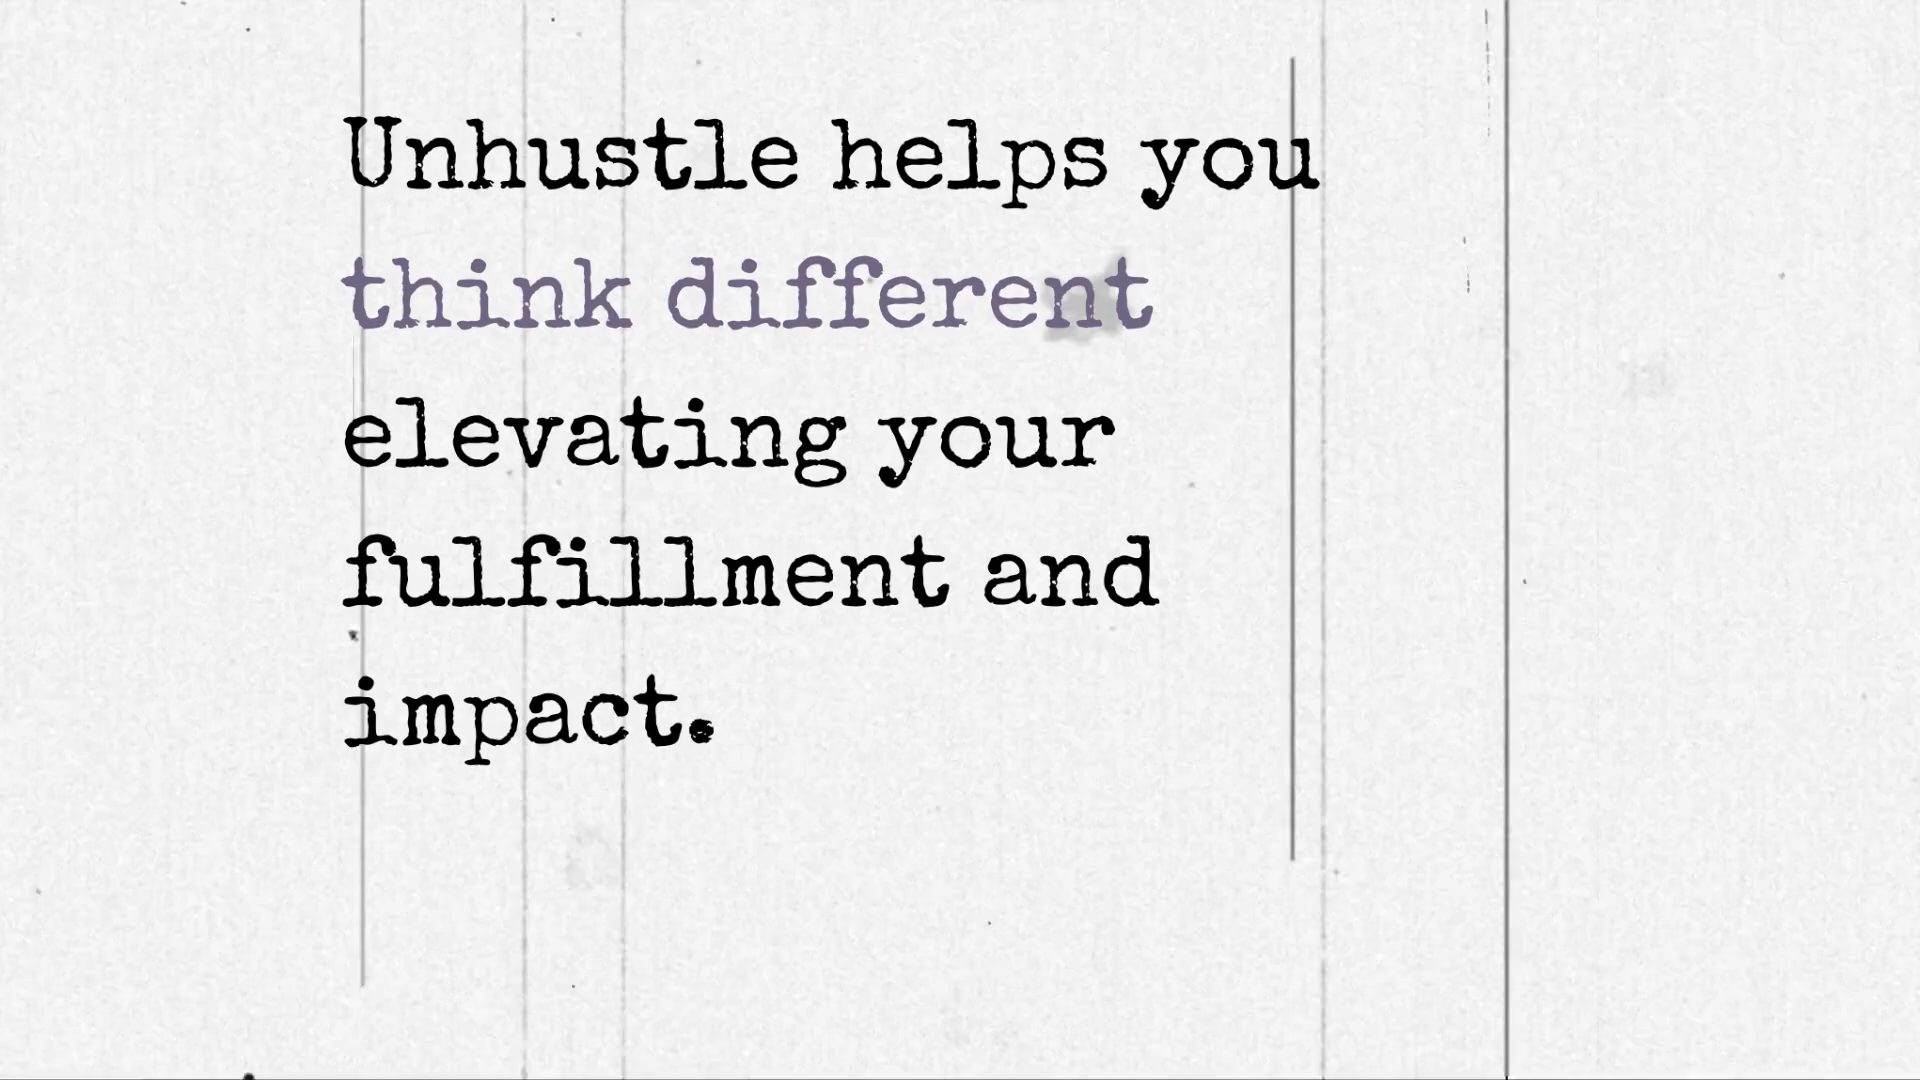 Unhustle helps you
think different
elevating your
fulfillment and
impact.